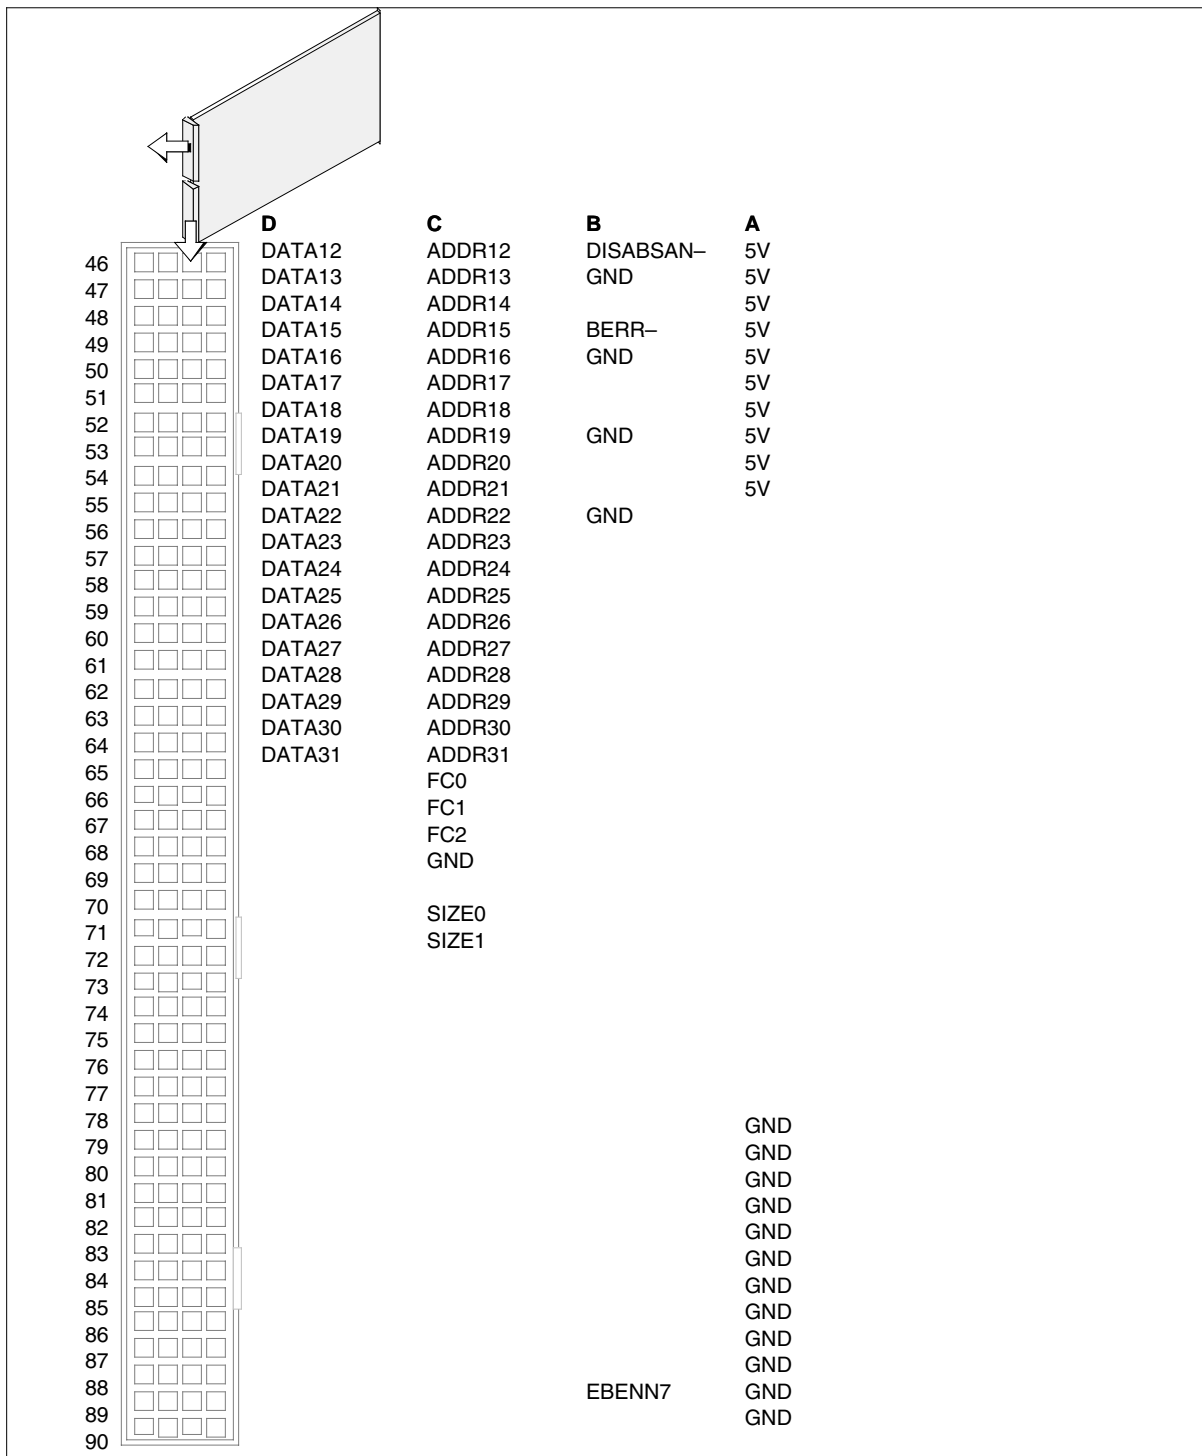 D C B A
46 DATA12 ADDR12 DISABSAN– 5V
47 DATA13 ADDR13 GND 5V
48 DATA14 ADDR14 5V
49 DATA15 ADDR15 BERR– 5V
50 DATA16 ADDR16 GND 5V
51 DATA17 ADDR17 5V
52 DATA18 ADDR18 5V
53 DATA19 ADDR19 GND 5V
54 DATA20 ADDR20 5V
55 DATA21 ADDR21 5V
56 DATA22 ADDR22 GND
57 DATA23 ADDR23
58 DATA24 ADDR24
59 DATA25 ADDR25
60 DATA26 ADDR26
61 DATA27 ADDR27
62 DATA28 ADDR28
63 DATA29 ADDR29
64 DATA30 ADDR30
65 DATA31 ADDR31
66 FC0
67 FC1
68 FC2
69 GND
70
71 SIZE0
72 SIZE1
73
74
75
76
77
78 GND
79 GND
80 GND
81 GND
82 GND
83 GND
84 GND
85 GND
86 GND
87 GND
88 EBENN7 GND
89 GND
90